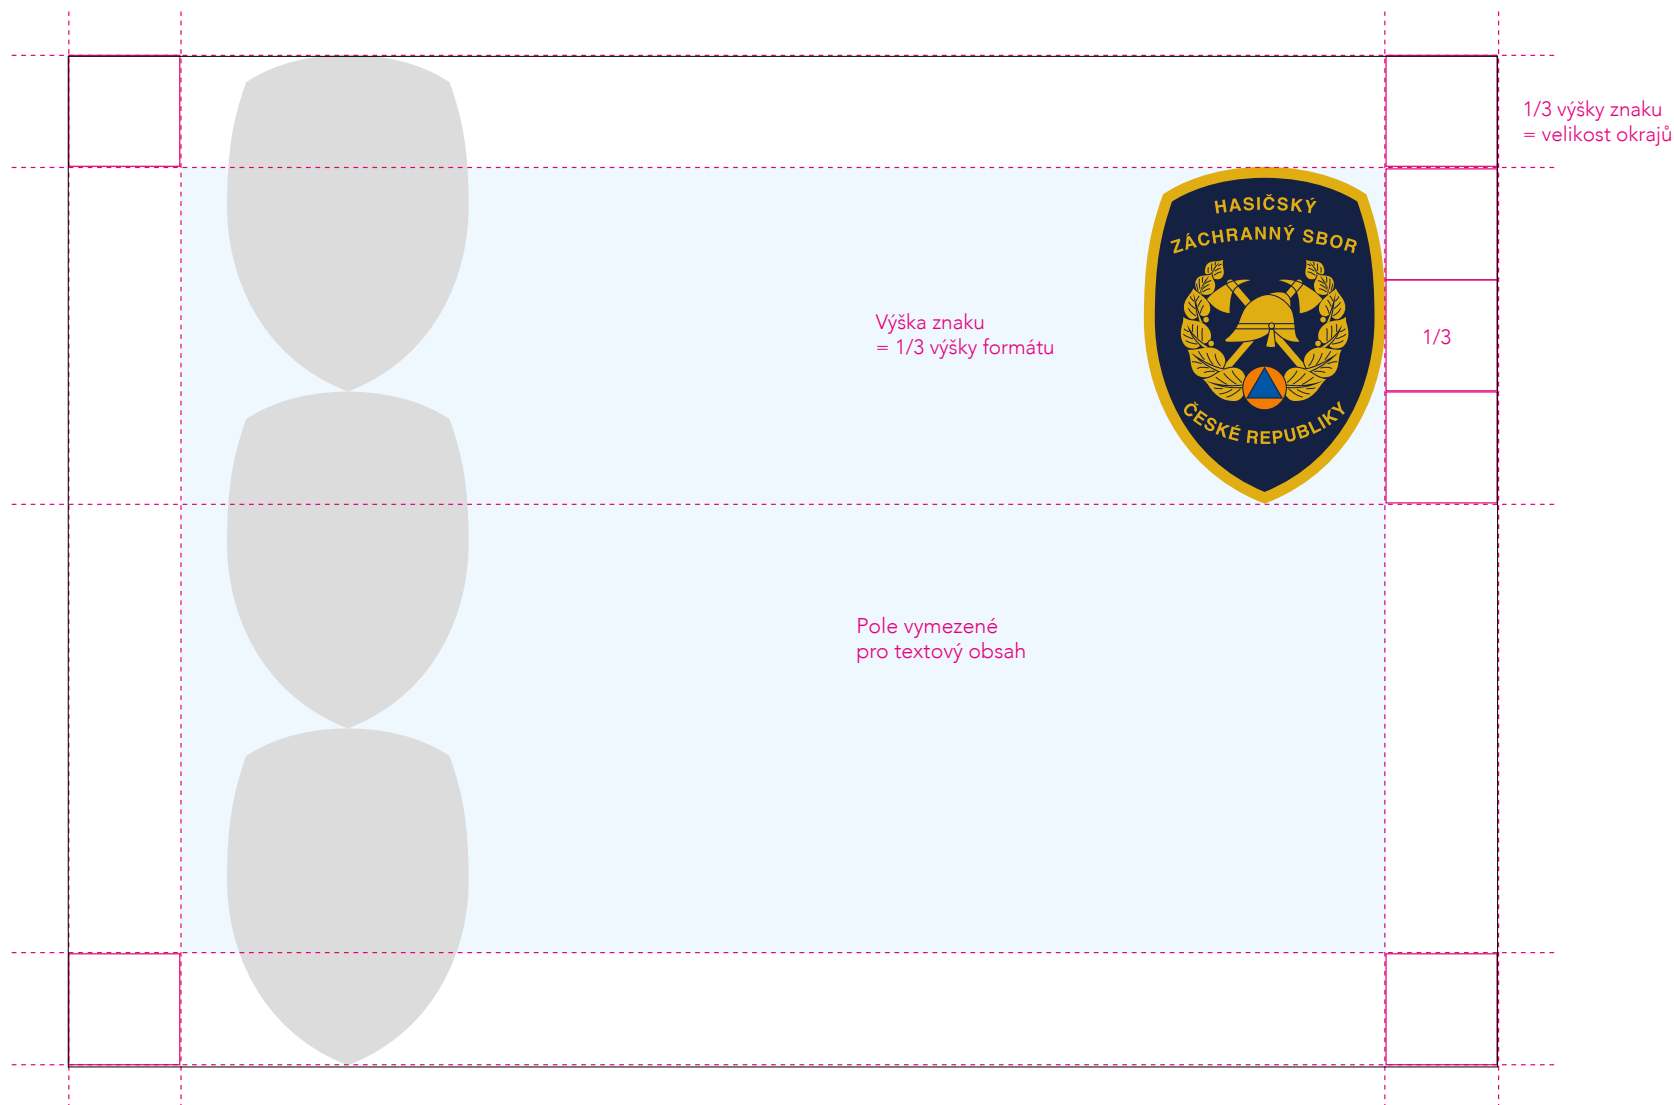 1/3 výšky znaku
= velikost okrajů
HASIČSKÝ
ZÁCHRANNÝ SBOR
Výška znaku
= 1/3 výšky formátu
1/3
ČESKÉ REPUBLIKY
Pole vymezené
pro textový obsah